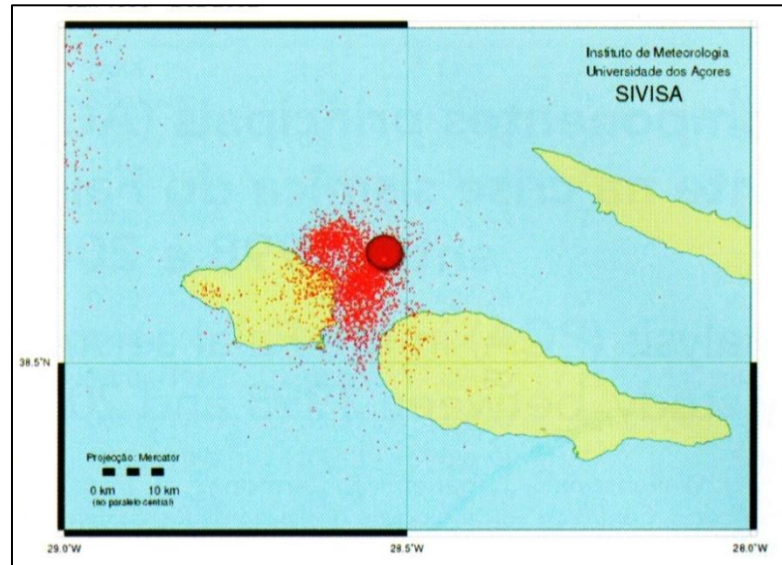 Instituto de Meteorologia
Universidade dos Açores
SIVISA
38.5°N
Projecção: Mercator
0 km 10 km
(no paralelo central)
29.0°W 28.5°W 28.0°W